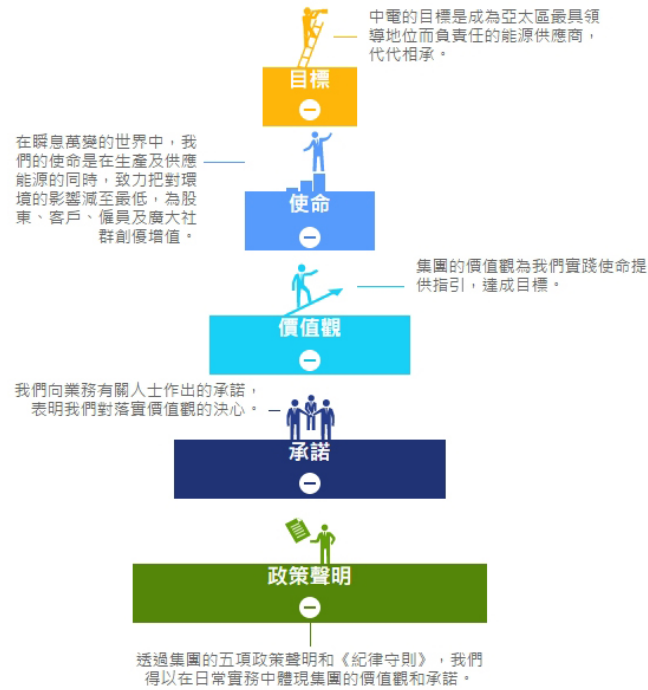 中電的目標是成為亞太區最具領
導地位而負責任的能源供應商，
代代相承。
目標
在瞬息萬變的世界中，我
們的使命是在生產及供應
能源的同時，致力把對環
境的影響減至最低，為股
東、客戶、僱員及廣大社
群創優增值。
使命
集團的價值觀為我們實踐使命提
供指引，達成目標。
價值觀
我們向業務有關人士作出的承諾，
表明我們對落實價值觀的決心。
承諾
政策聲明
透過集團的五項政策聲明和《紀律守則》，我們
得以在日常實務中體現集團的價值觀和承諾。